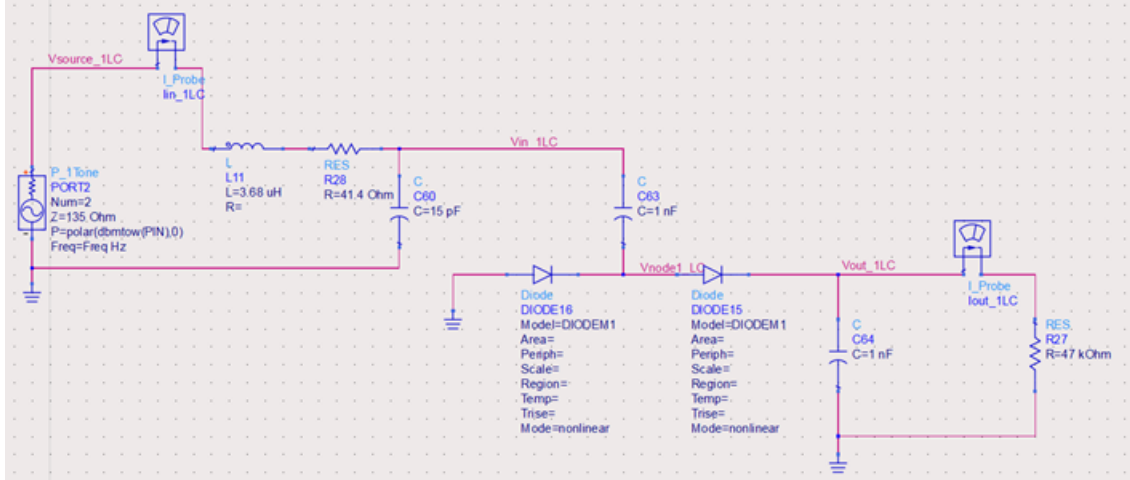 Vsource_1LC
I_Probe
Iin_1LC
P_1Tone
PORT2
Num=2
Z=135 Ohm
P=polar(dbmtow(PIN),0)
Freq=Freq Hz
L
L11
L=3.68 uH
R=
RES
R28
R=41.4 Ohm
C
C60
C=15 pF
Vin_1LC
C
C63
C=1 nF
Diode
DIODE16
Model=DIODEM1
Area=
Periph=
Scale=
Region=
Temp=
Trise=
Mode=nonlinear
Vnode1_LC
Diode
DIODE15
Model=DIODEM1
Area=
Periph=
Scale=
Region=
Temp=
Trise=
Mode=nonlinear
Vout_1LC
C
C64
C=1 nF
I_Probe
Iout_1LC
RES
R27
R=47 kOhm